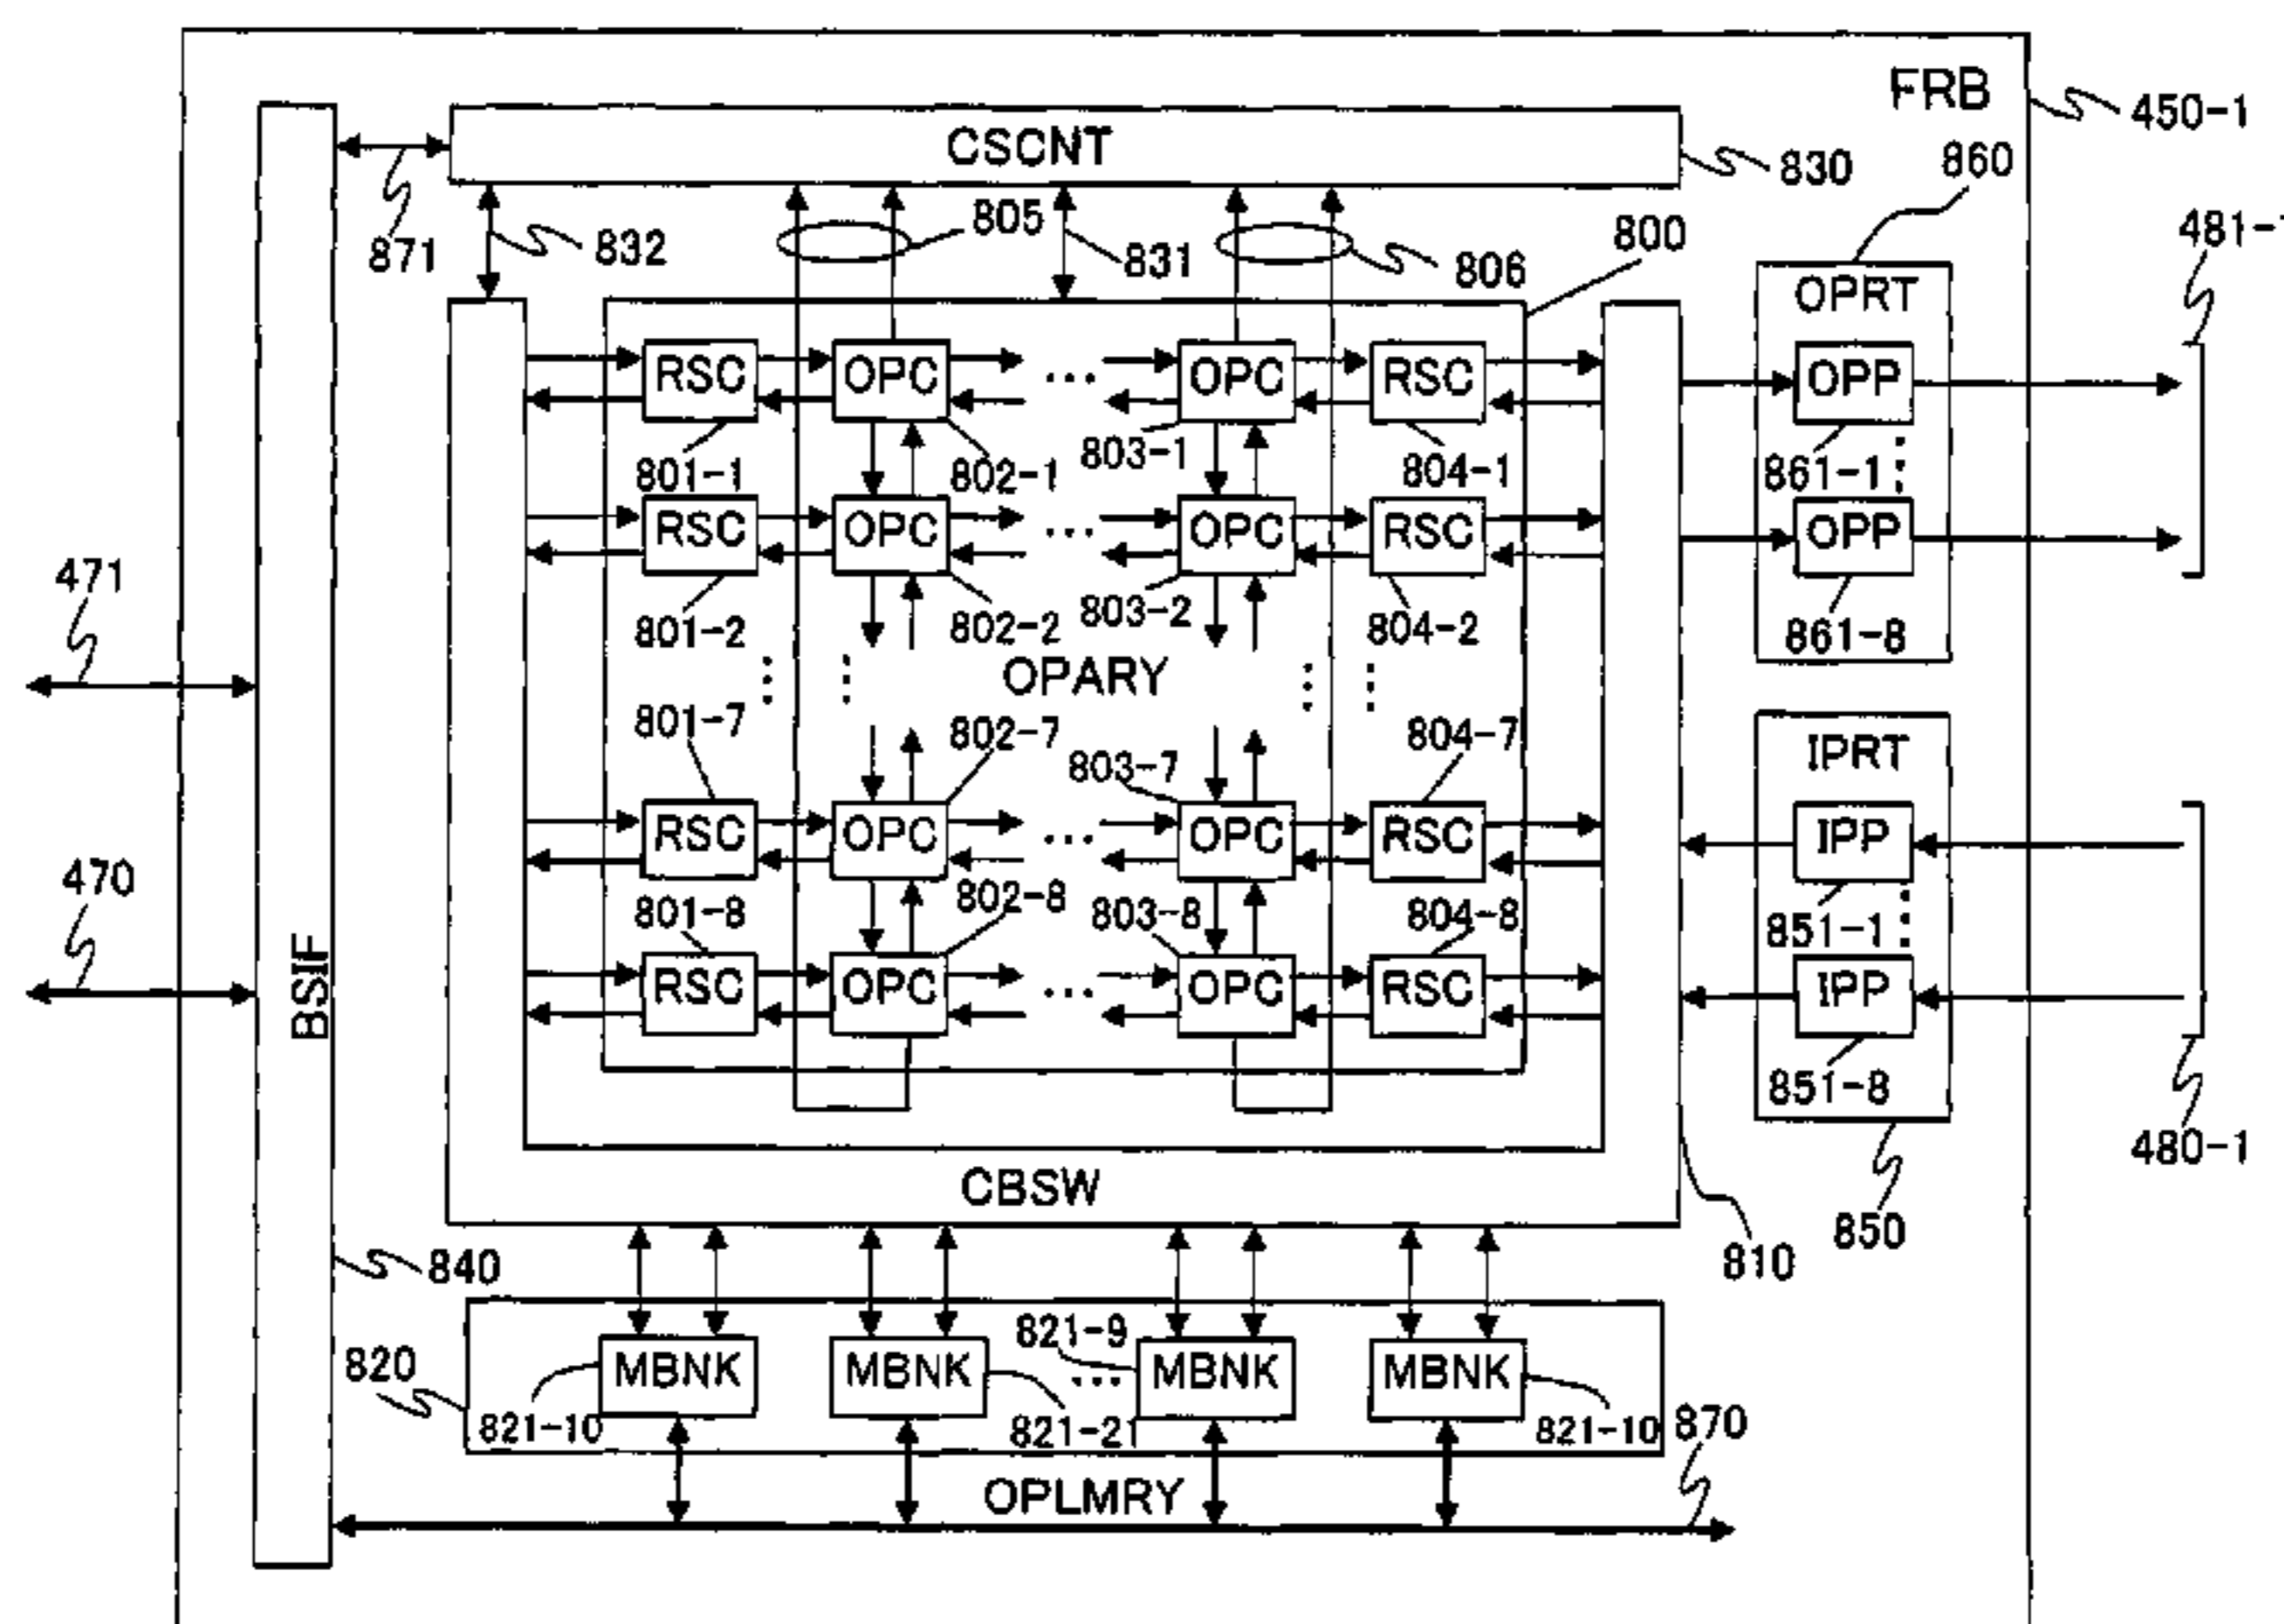 FRB
450-1
CSCNT
830
860
871
832
805
831
806
800
481-1
OPRT
RSC OPC ... OPC RSC
OPP
801-1 802-1 803-1 804-1
861-1
RSC OPC ... OPC RSC
OPP
801-2 802-2 803-2 804-2
861-8
471
OPARY
801-7 802-7 803-7 804-7
IPRT
RSC OPC ... OPC RSC
IPP
851-1
470
801-8 802-8 803-8 804-8
RSC OPC ... OPC RSC
IPP
851-8
BSIF
480-1
CBSW
850
810
840
820
821-9
MBNK MBNK ... MBNK MBNK
821-10 821-21 821-10
870
OPLMRY